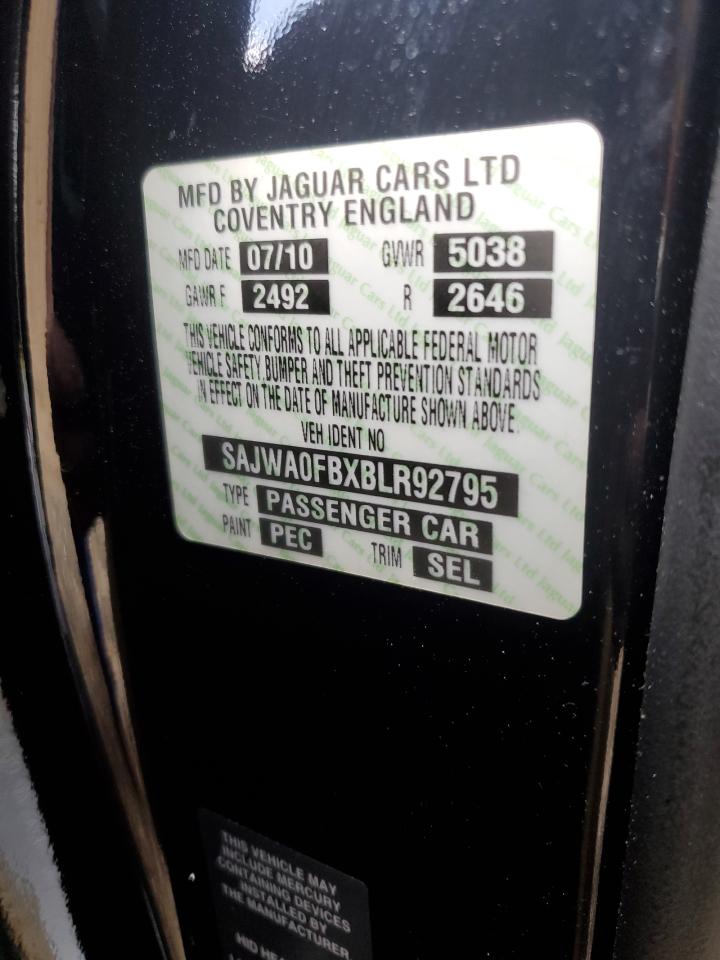 MFD BY JAGUAR CARS LTD
COVENTRY ENGLAND
MFD DATE 07/10 GVWR 5038
GAWR F 2492 R 2646
THIS VEHICLE CONFORMS TO ALL APPLICABLE FEDERAL MOTOR
VEHICLE SAFETY, BUMPER AND THEFT PREVENTION STANDARDS
IN EFFECT ON THE DATE OF MANUFACTURE SHOWN ABOVE.
VEH IDENT NO
SAJWA0FBXBLR92795
TYPE PASSENGER CAR
PAINT PEC TRIM SEL
THIS VEHICLE MAY
INCLUDE MERCURY
CONTAINING DEVICES
INSTALLED BY
THE MANUFACTURER
HID